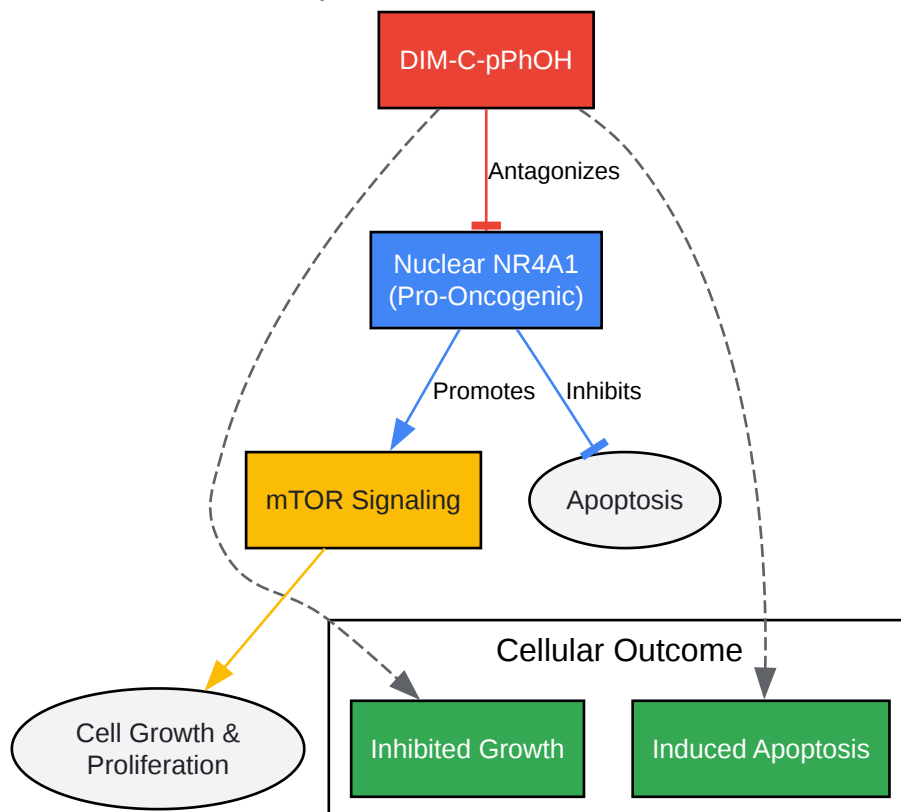 DIM-C-pPhOH
Antagonizes
Nuclear NR4A1
(Pro-Oncogenic)
Promotes
Inhibits
mTOR Signaling
Apoptosis
Cellular Outcome
Cell Growth &
Proliferation
Inhibited Growth
Induced Apoptosis